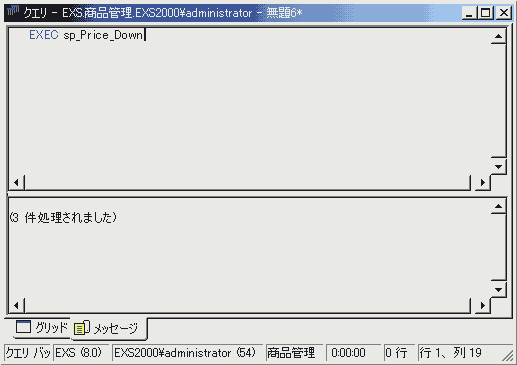 クエリ - EXS.商品管理.EXS2000¥administrator - 無題6*
EXEC sp_Price_Down
(3 件処理されました)
グリッド メッセージ
クエリ バッ EXS (8.0) EXS2000¥administrator (54) 商品管理 0:00:00 0 行 行 1、列 19